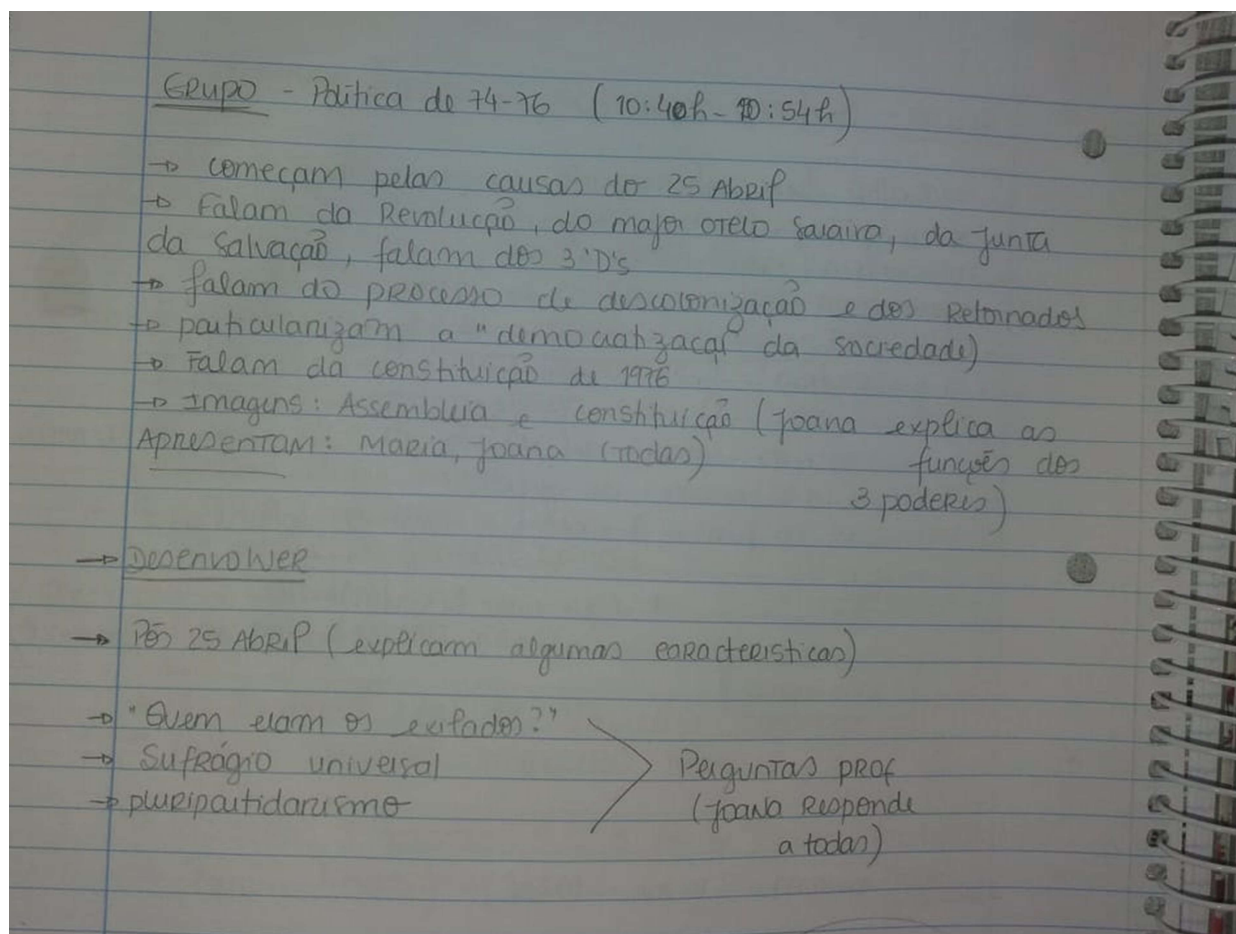 Grupo - Política de 74-76 (10:40h - 10:54h)
→ começam pelas causas do 25 Abril
→ Falam da Revolução, do major Otelo Saraiva, da Junta
da Salvação, falam dos 3 'D's
→ falam do processo de descolonização e dos Retornados
→ particularizam a "democratização da sociedade)
→ Falam da constituição de 1976
→ Imagens: Assembleia e constituição (Joana explica as
funções dos
3 poderes)
Apresentam: Maria, Joana (todas)
→ Desenvolver
→ Pós 25 Abril (explicam algumas características)
→ "Quem eram os exilados?"
→ Sufrágio universal
→ pluripartidarismo
Perguntas prof
(Joana Responde
a todas)